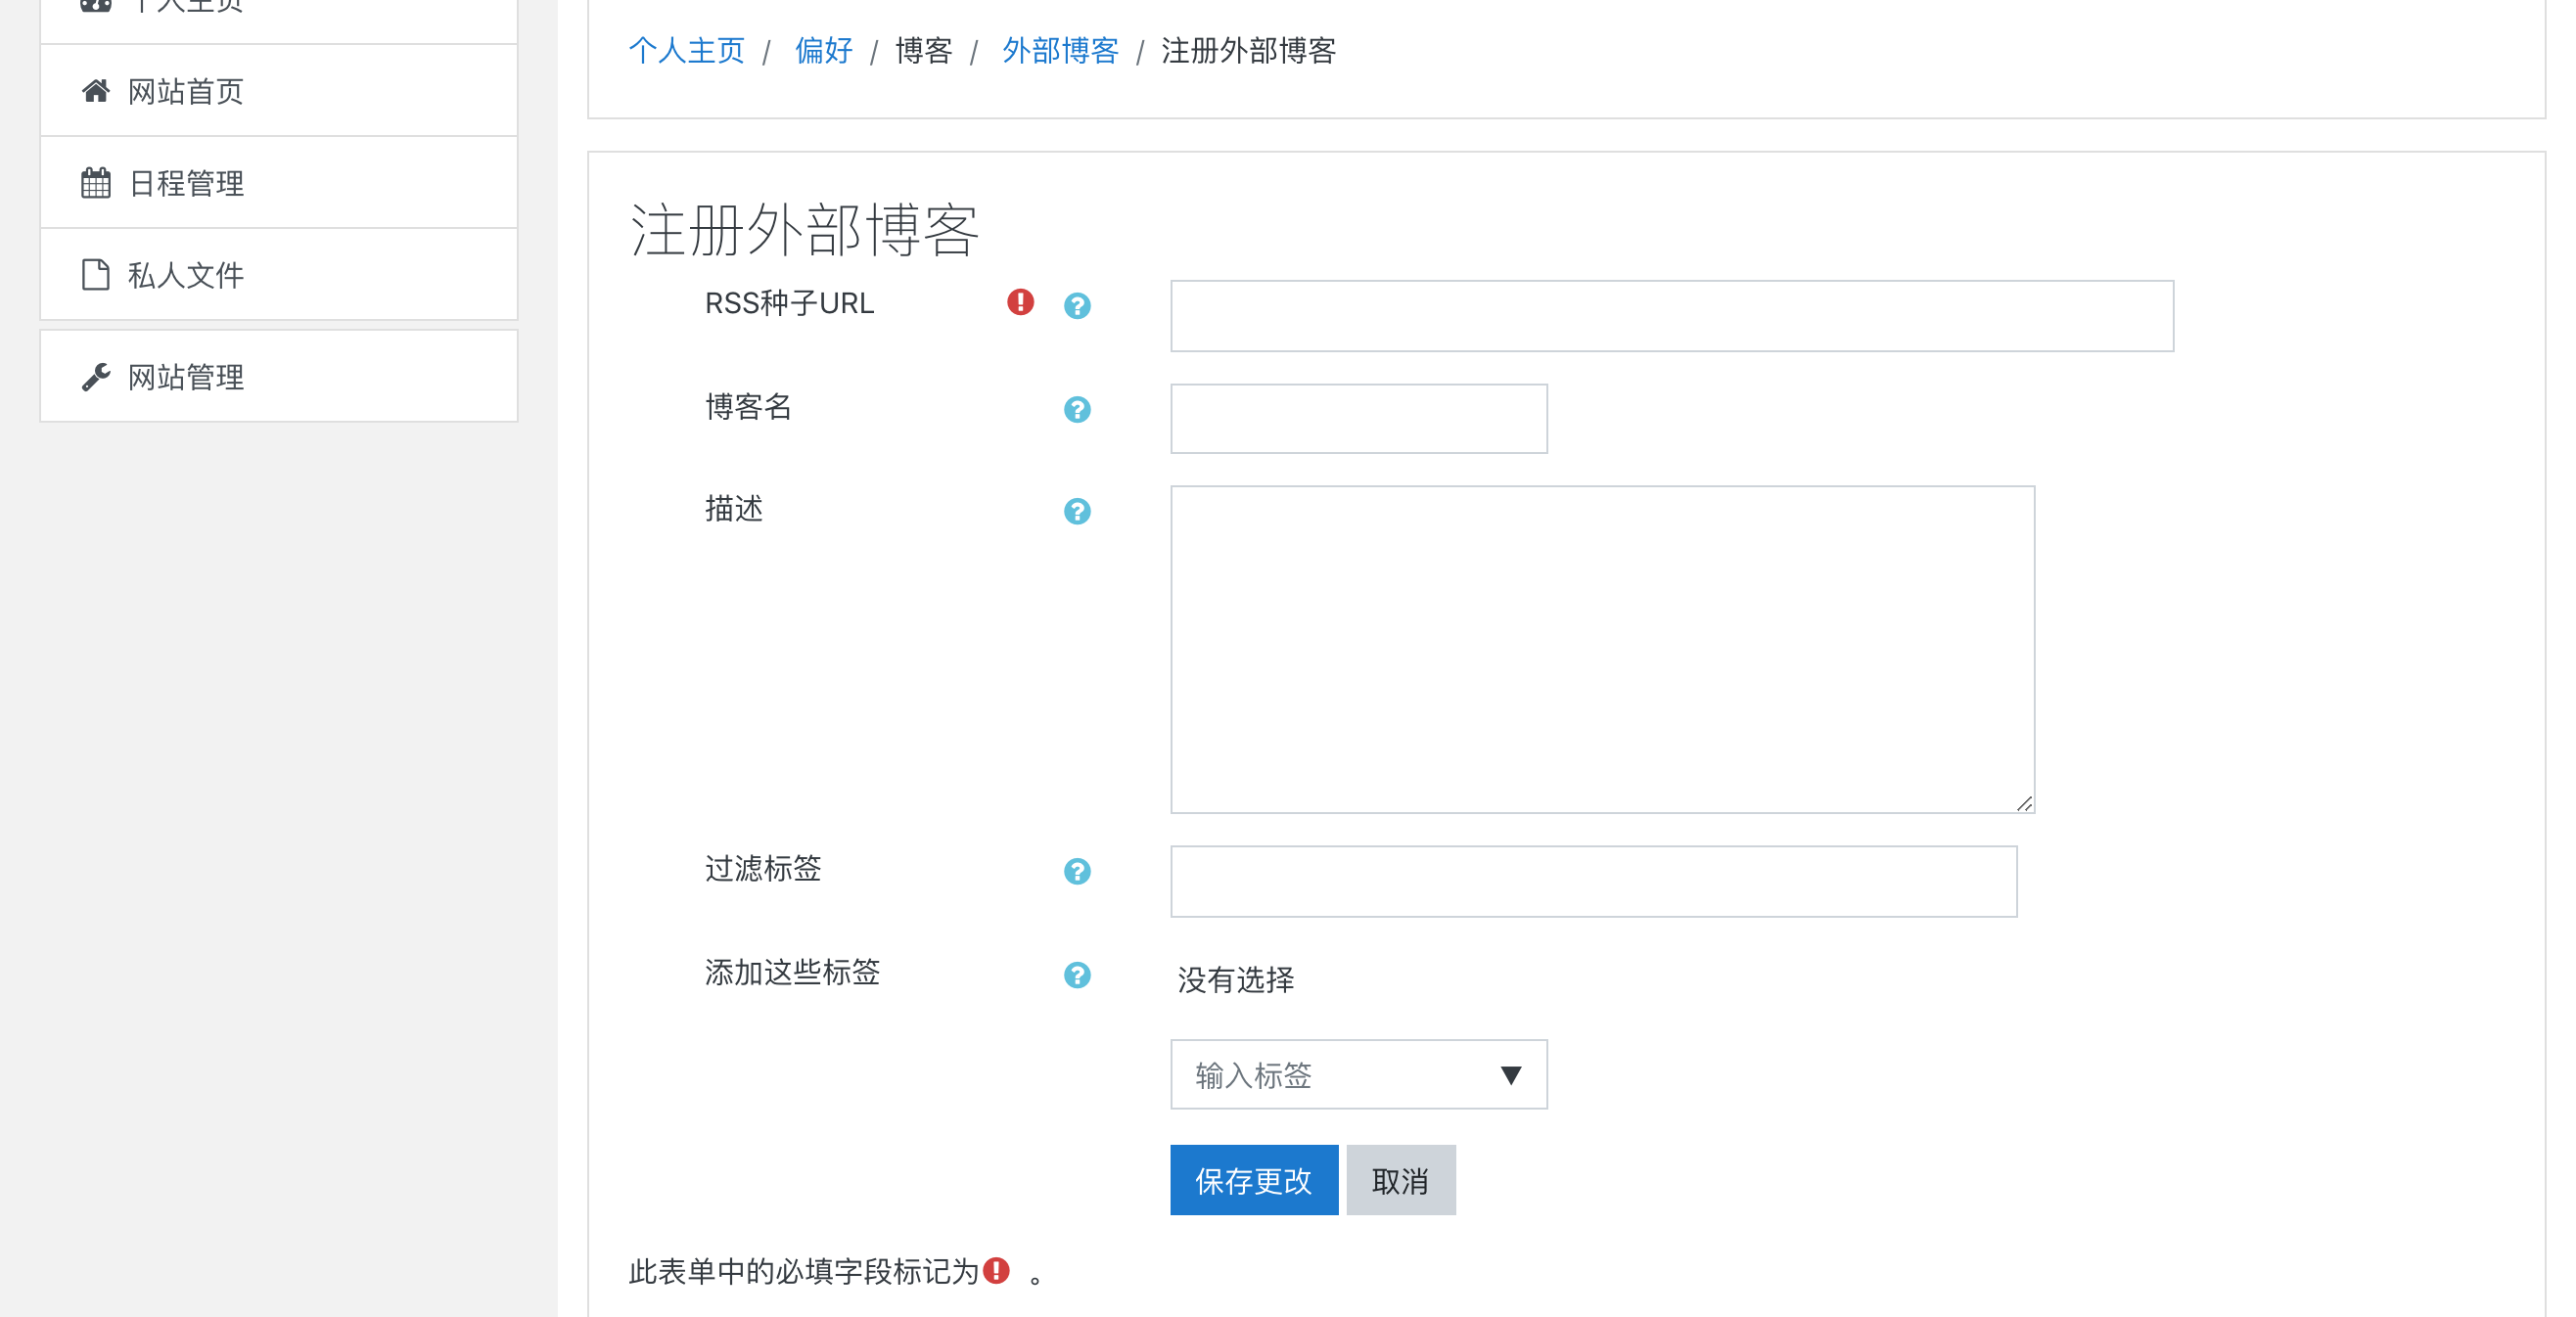 个人主页
网站首页
日程管理
私人文件
网站管理
个人主页 / 偏好 / 博客 / 外部博客 / 注册外部博客
注册外部博客
RSS种子URL
博客名
描述
过滤标签
添加这些标签
没有选择
输入标签
保存更改 取消
此表单中的必填字段标记为 。